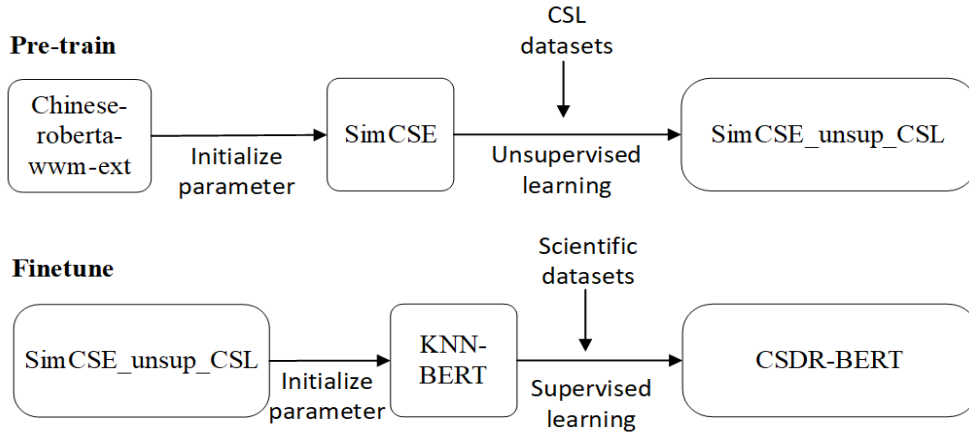 CSL
datasets
Pre-train
Chinese-
roberta-
wwm-ext
Initialize
parameter
SimCSE
Unsupervised
learning
SimCSE_unsup_CSL
Scientific
datasets
Finetune
SimCSE_unsup_CSL
Initialize
parameter
KNN-
BERT
Supervised
learning
CSDR-BERT